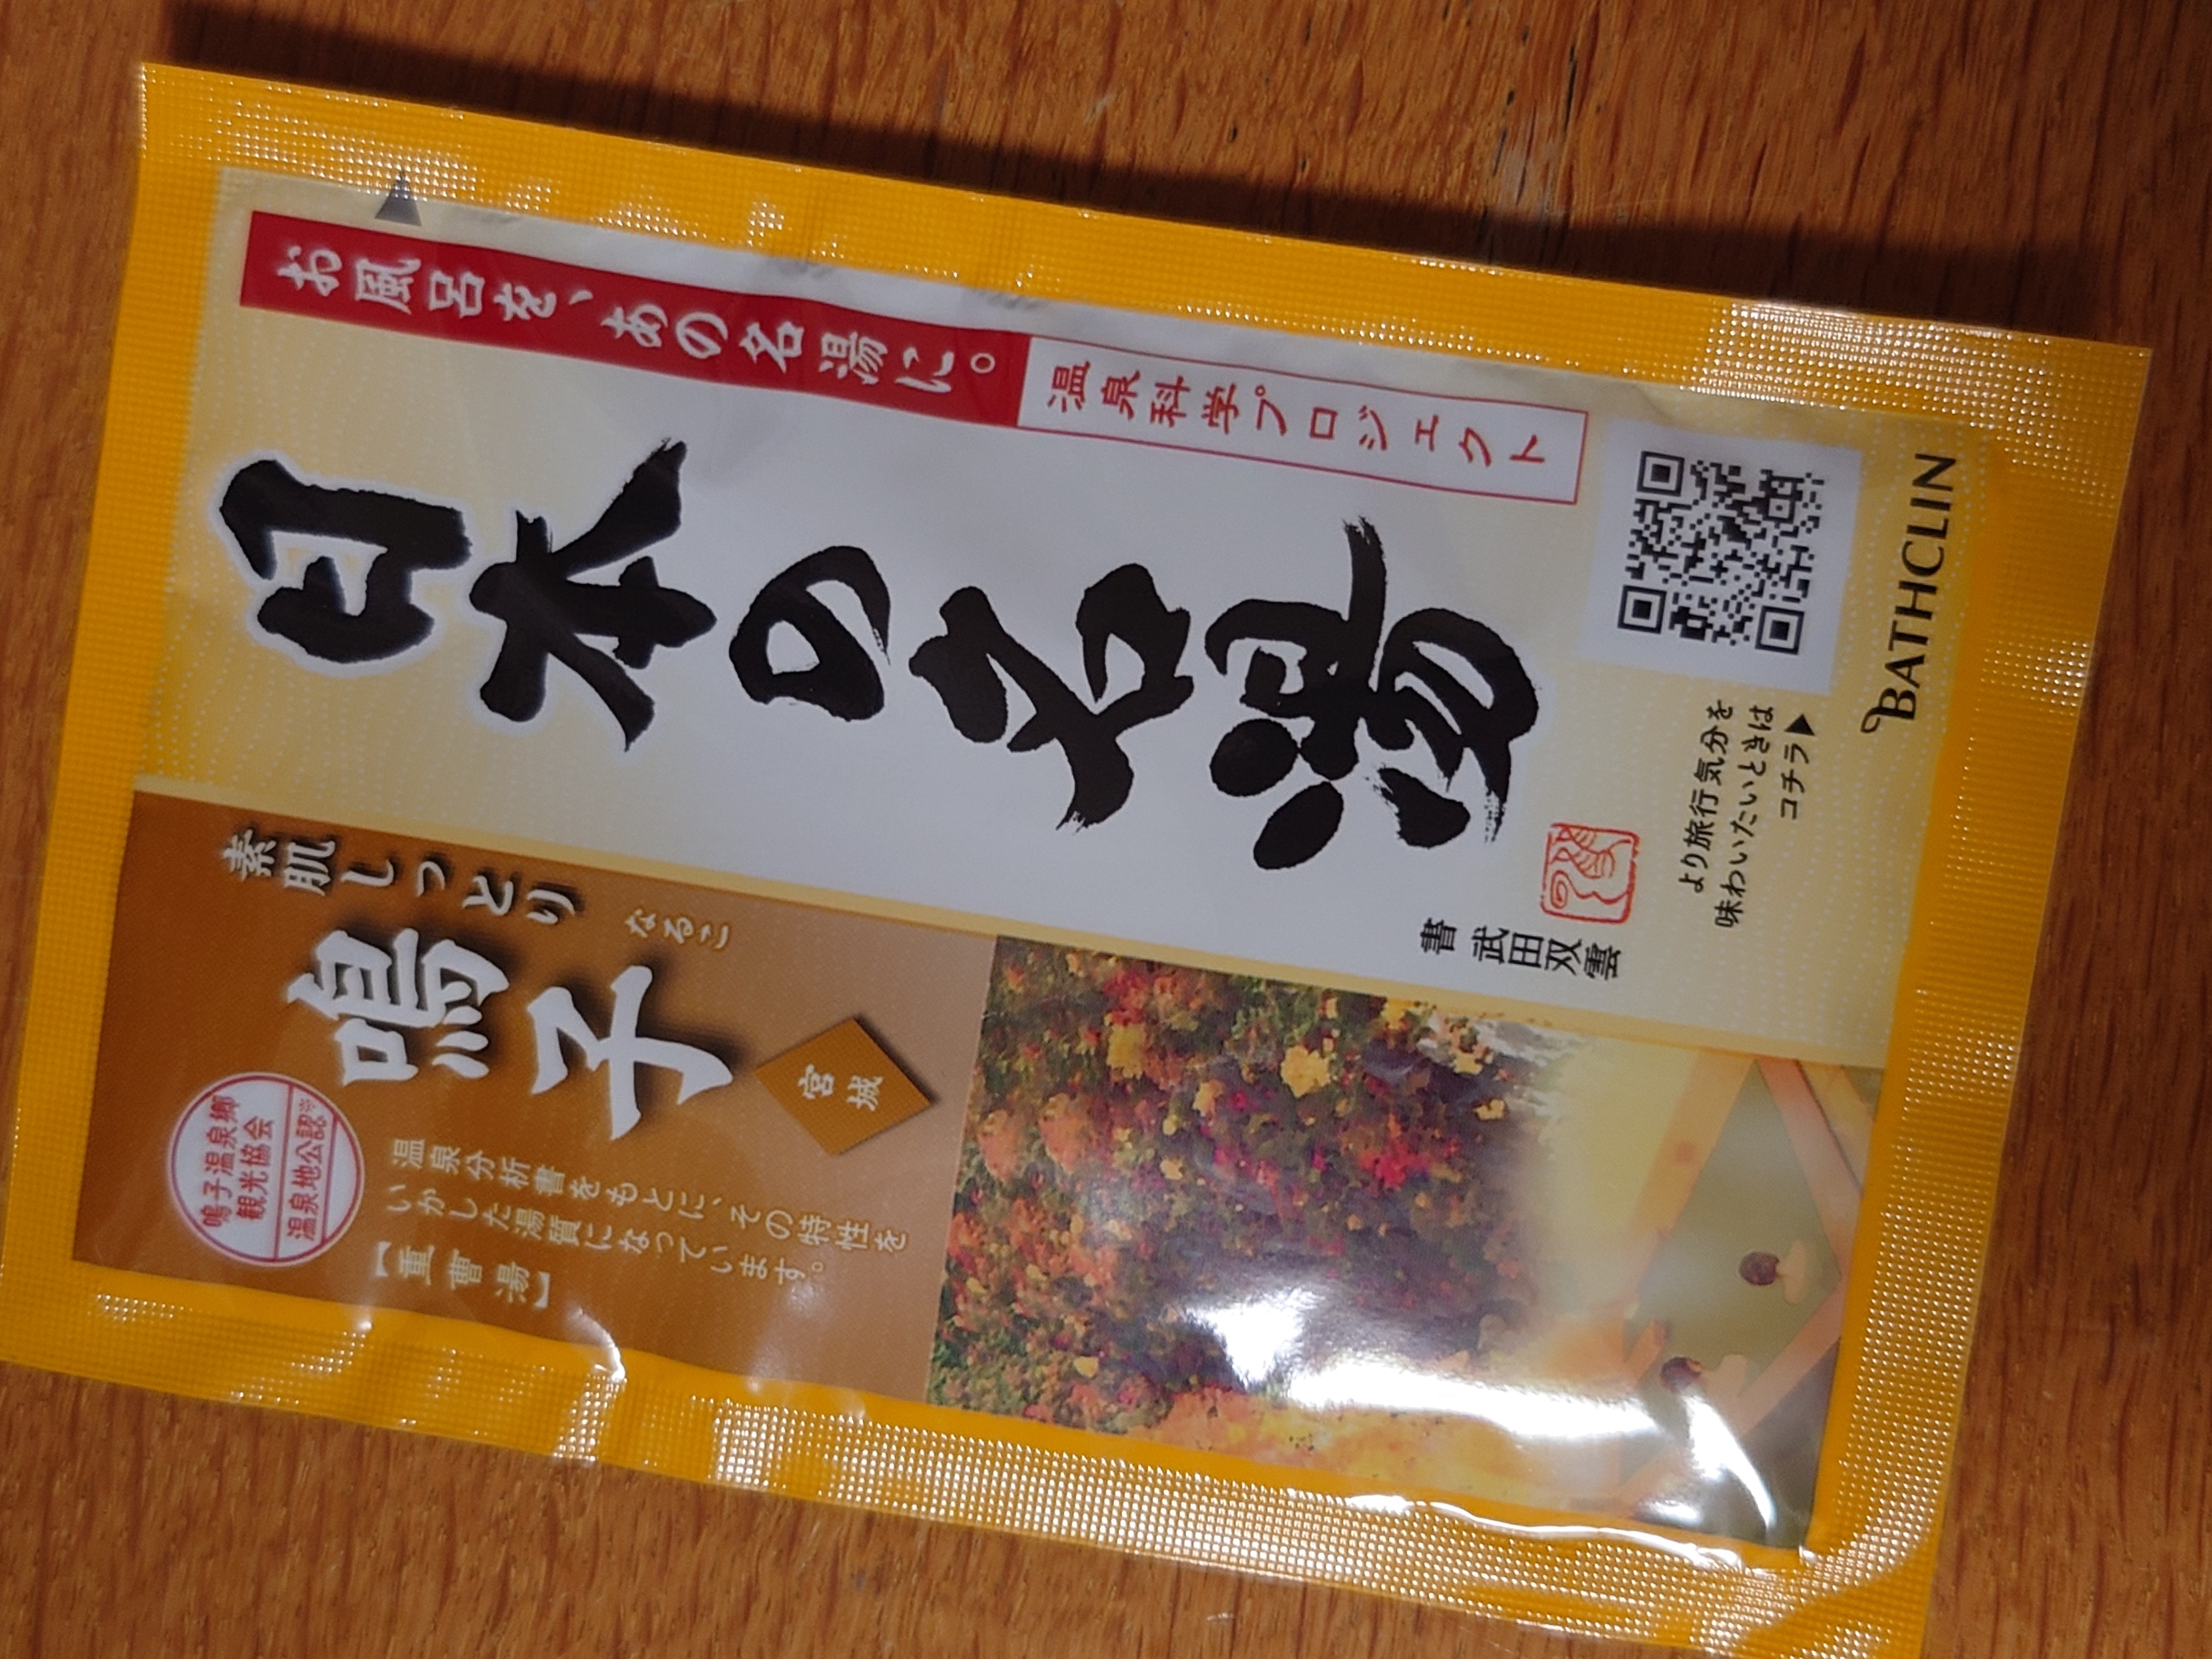 お風呂を、あの名湯に。
温泉科学プロジェクト
日本の名湯
書 武田双雲
より旅行気分を
味わいたいときは
コチラ▶
BATHCLIN
素肌しっとり
なるこ
鳴子
宮城
鳴子温泉郷
観光協会
温泉地公認※
温泉分析書をもとに、その特性を
いかした湯質になっています。
【重曹湯】